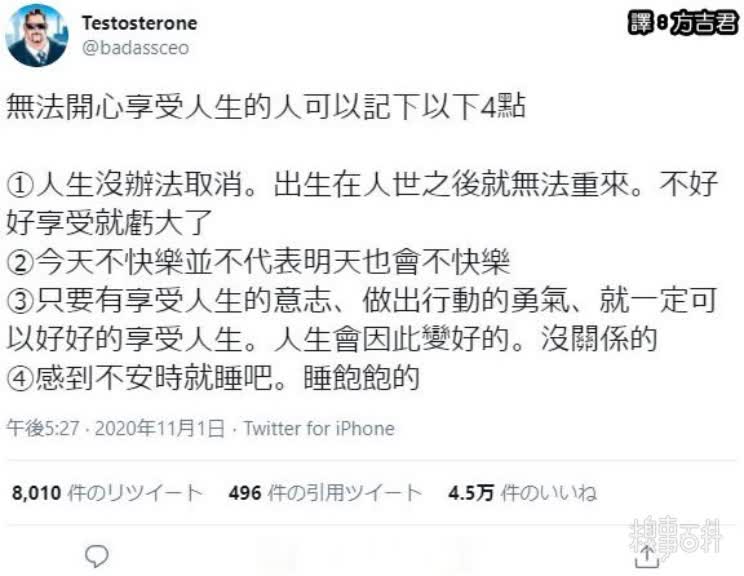 Testosterone
@badassceo
譯8方吉君
無法開心享受人生的人可以記下以下4點
①人生沒辦法取消。出生在人世之後就無法重來。不好
好享受就虧大了
②今天不快樂並不代表明天也會不快樂
③只要有享受人生的意志、做出行動的勇氣、就一定可
以好好的享受人生。人生會因此變好的。沒關係的
④感到不安時就睡吧。睡飽飽的
午後5:27 · 2020年11月1日 · Twitter for iPhone
8,010 件のリツイート 496 件の引用ツイート 4.5万 件のいいね
糗事百科